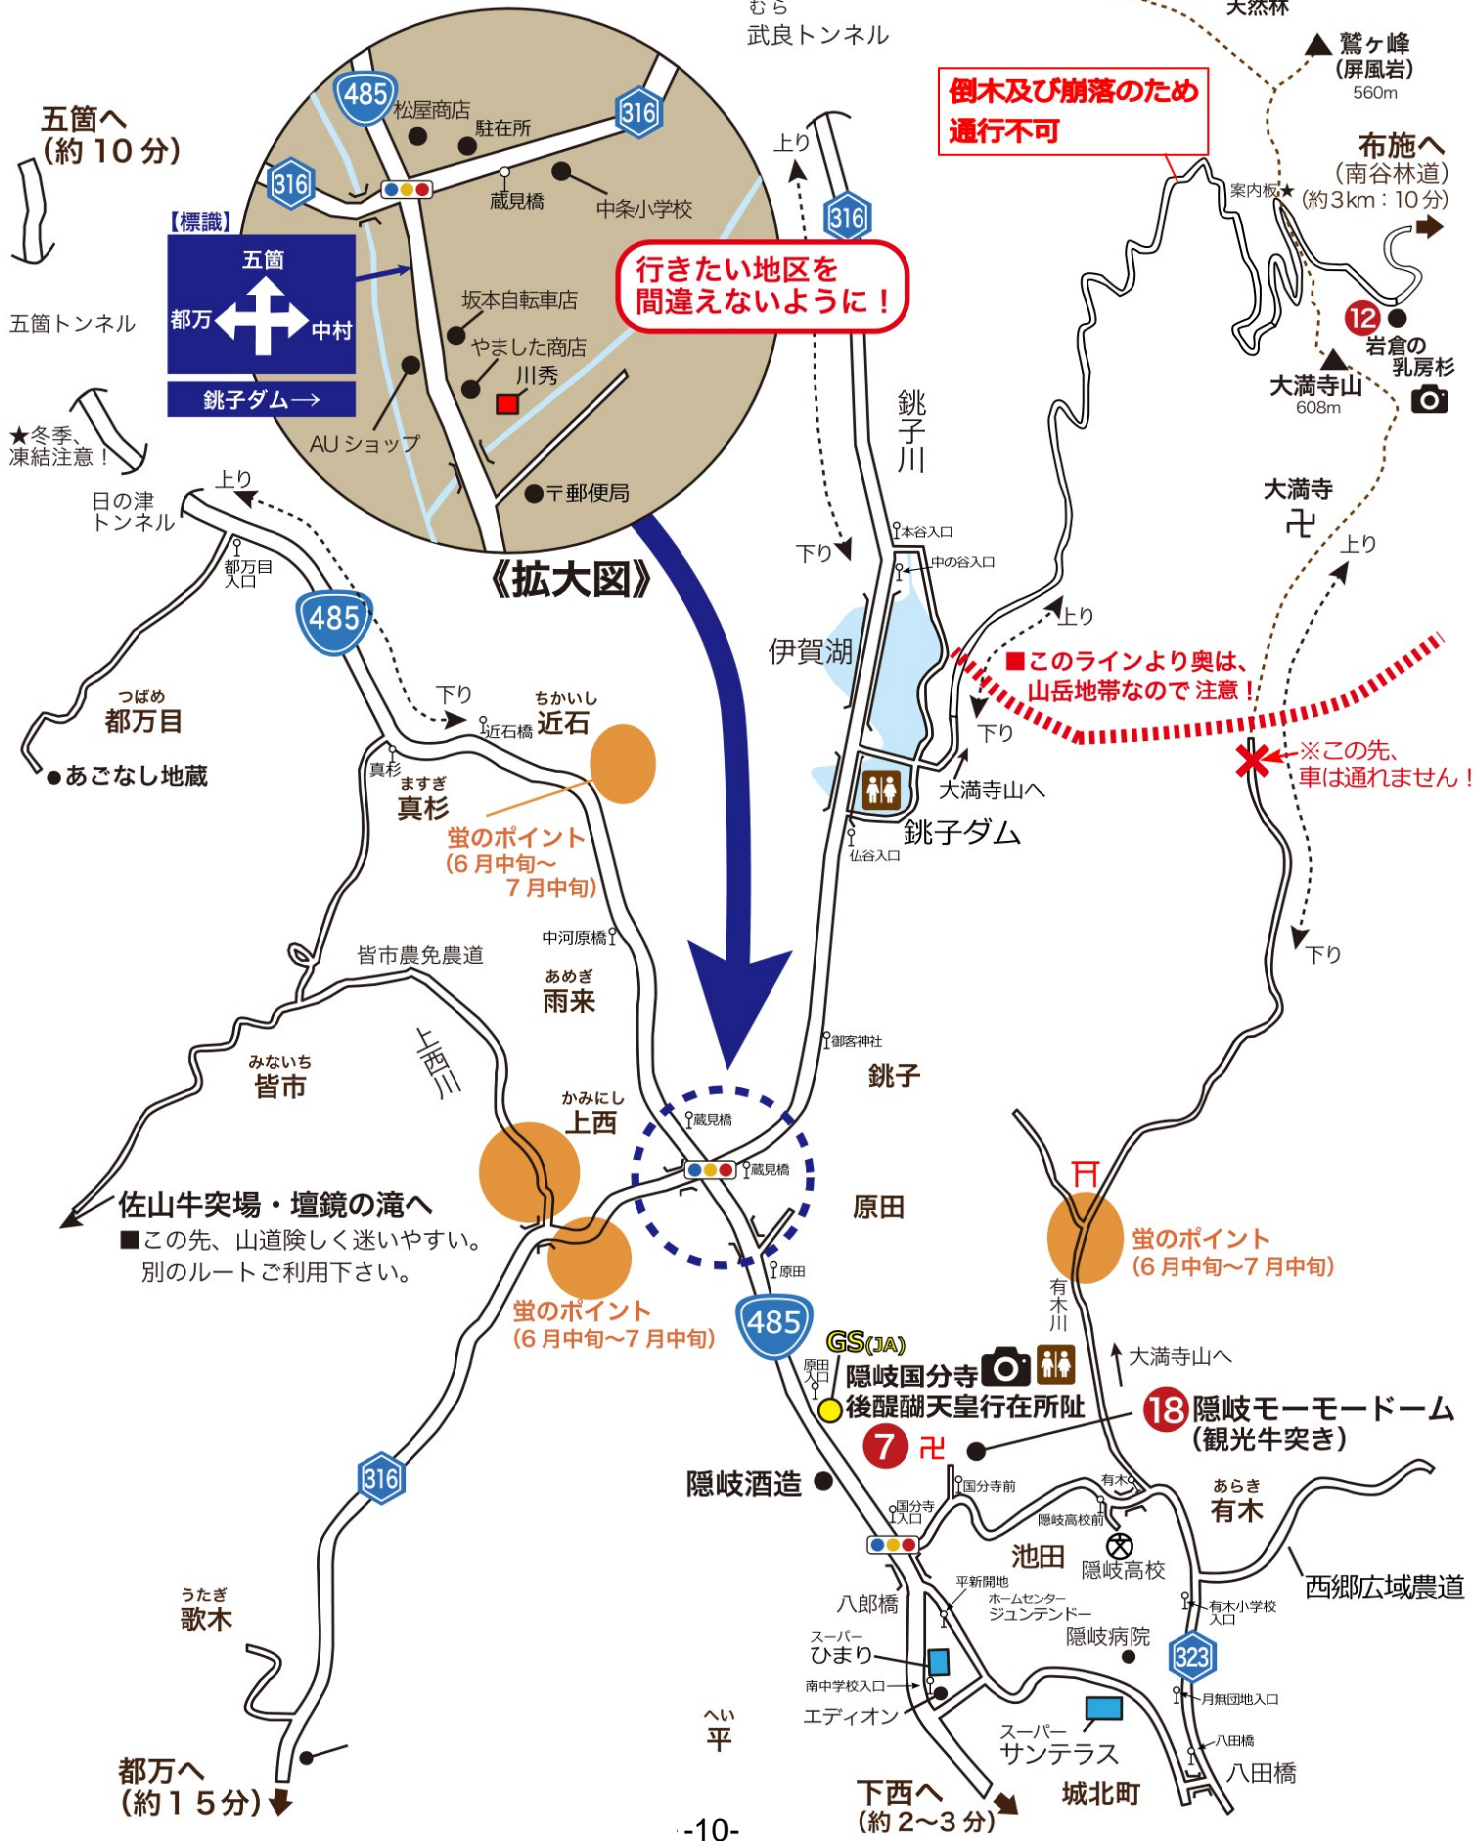 むら
武良トンネル
天然林
鷲ヶ峰
(屏風岩)
560m
倒木及び崩落のため
通行不可
布施へ
(南谷林道)
(約3km：10分)
案内板★
五箇へ
(約10分)
485
松屋商店
駐在所
316
316
蔵見橋
中条小学校
上り
316
【標識】
五箇
都万
中村
銚子ダム→
行きたい地区を
間違えないように！
坂本自転車店
やました商店
川秀
AUショップ
〒郵便局
《拡大図》
五箇トンネル
★冬季、
凍結注意！
日の津
トンネル
上り
都万目
入口
485
下り
つばめ
都万目
あごなし地蔵
12
岩倉の
乳房杉
大満寺山
608m
大満寺
卍
上り
銚子川
本谷入口
下り
中の谷入口
伊賀湖
上り
■このラインより奥は、
山岳地帯なので 注意！
下り
※この先、
車は通れません！
大満寺山へ
銚子ダム
仏谷入口
下り
ちかいし
近石
近石橋
真杉
ますぎ
真杉
蛍のポイント
(6月中旬〜
7月中旬)
中河原橋
皆市農免農道
あめぎ
雨来
上西川
みないち
皆市
かみにし
上西
御客神社
銚子
蔵見橋
蔵見橋
原田
佐山牛突場・壇鏡の滝へ
■この先、山道険しく迷いやすい。
別のルートご利用下さい。
原田
蛍のポイント
(6月中旬〜7月中旬)
蛍のポイント
(6月中旬〜7月中旬)
有木川
485
GS(JA)
原田
入口
隠岐国分寺
後醍醐天皇行在所阯
7
卍
大満寺山へ
18
隠岐モーモードーム
(観光牛突き)
316
隠岐酒造
国分寺
入口
国分寺前
有木
あらき
有木
隠岐高校前
池田
文
隠岐高校
西郷広域農道
八郎橋
平新開地
ホームセンター
ジュンテンドー
有木小学校
入口
スーパー
ひまり
隠岐病院
323
うたぎ
歌木
南中学校入口
エディオン
月無団地入口
へい
平
スーパー
サンテラス
八田橋
八田橋
都万へ
(約15分)
下西へ
(約2〜3分)
城北町
-10-